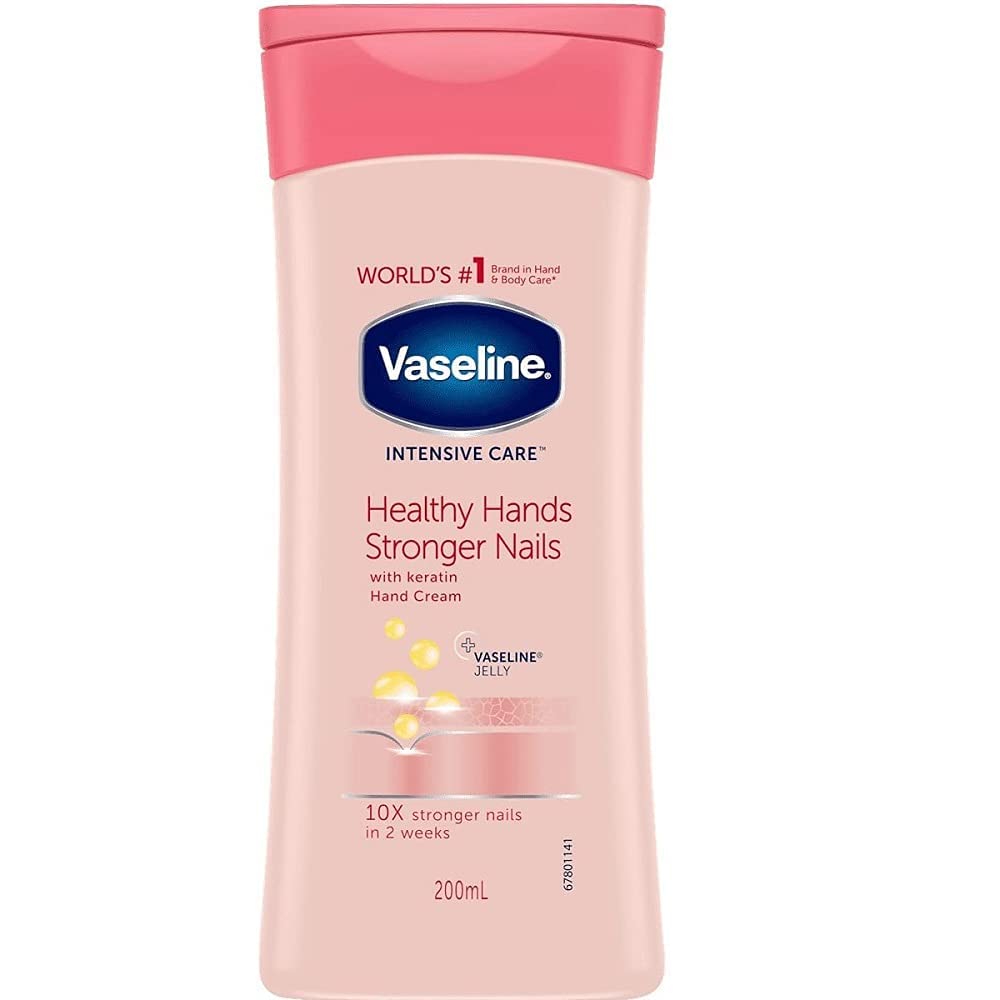 WORLD'S #1 Brand in Hand
& Body Care*
Vaseline®
INTENSIVE CARE™
Healthy Hands
Stronger Nails
with keratin
Hand Cream
VASELINE®
JELLY
10X stronger nails
in 2 weeks
67801141
200mL